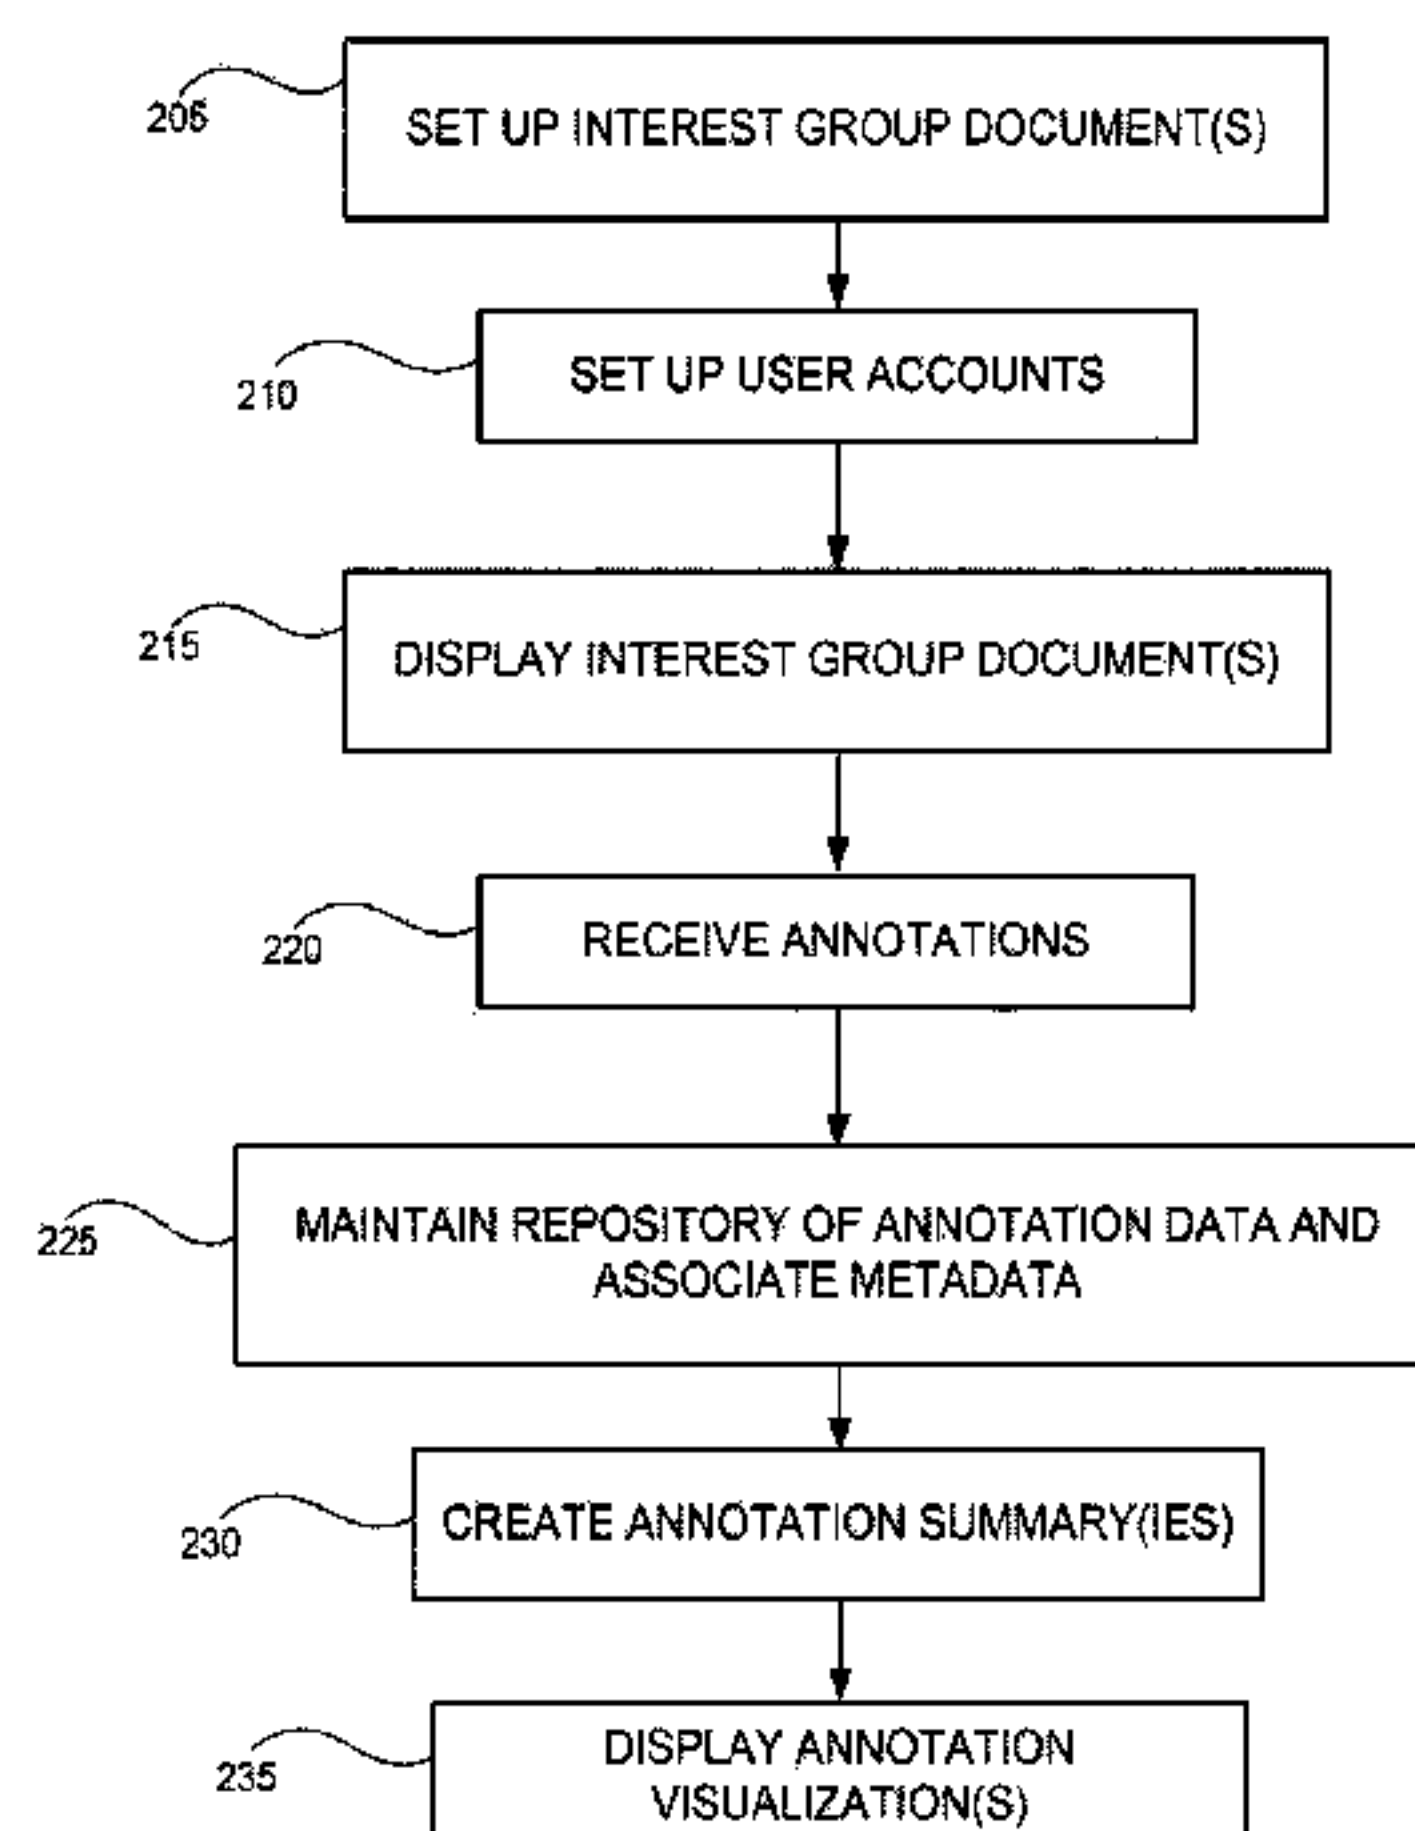 205
SET UP INTEREST GROUP DOCUMENT(S)
210
SET UP USER ACCOUNTS
215
DISPLAY INTEREST GROUP DOCUMENT(S)
220
RECEIVE ANNOTATIONS
225
MAINTAIN REPOSITORY OF ANNOTATION DATA AND
ASSOCIATE METADATA
230
CREATE ANNOTATION SUMMARY(IES)
235
DISPLAY ANNOTATION
VISUALIZATION(S)